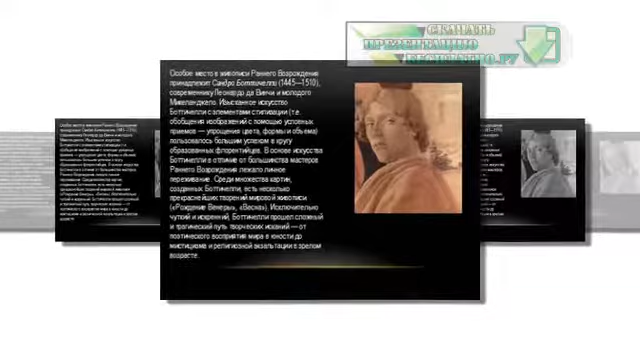 СКАЧАТЬ
ПРЕЗЕНТАЦИЮ
БЕСПЛАТНО.РУ
Особое место в живописи Раннего Возрождения
принадлежит Сандро Боттичелли (1445—1510),
современнику Леонардо да Винчи и молодого
Микеланджело. Изысканное искусство
Боттичелли с элементами стилизации (т.е.
обобщения изображений с помощью условных
приемов — упрощения цвета, формы и объема)
пользовалось большим успехом в кругу
образованных флорентийцев. В основе искусства
Боттичелли в отличие от большинства мастеров
Раннего Возрождения лежало личное
переживание. Среди множества картин,
созданных Боттичелли, есть несколько
прекраснейших творений мировой живописи
(«Рождение Венеры», «Весна»). Исключительно
чуткий и искренний, Боттичелли прошел сложный
и трагический путь творческих исканий — от
поэтического восприятия мира в юности до
мистицизма и религиозной экзальтации в зрелом
возрасте.